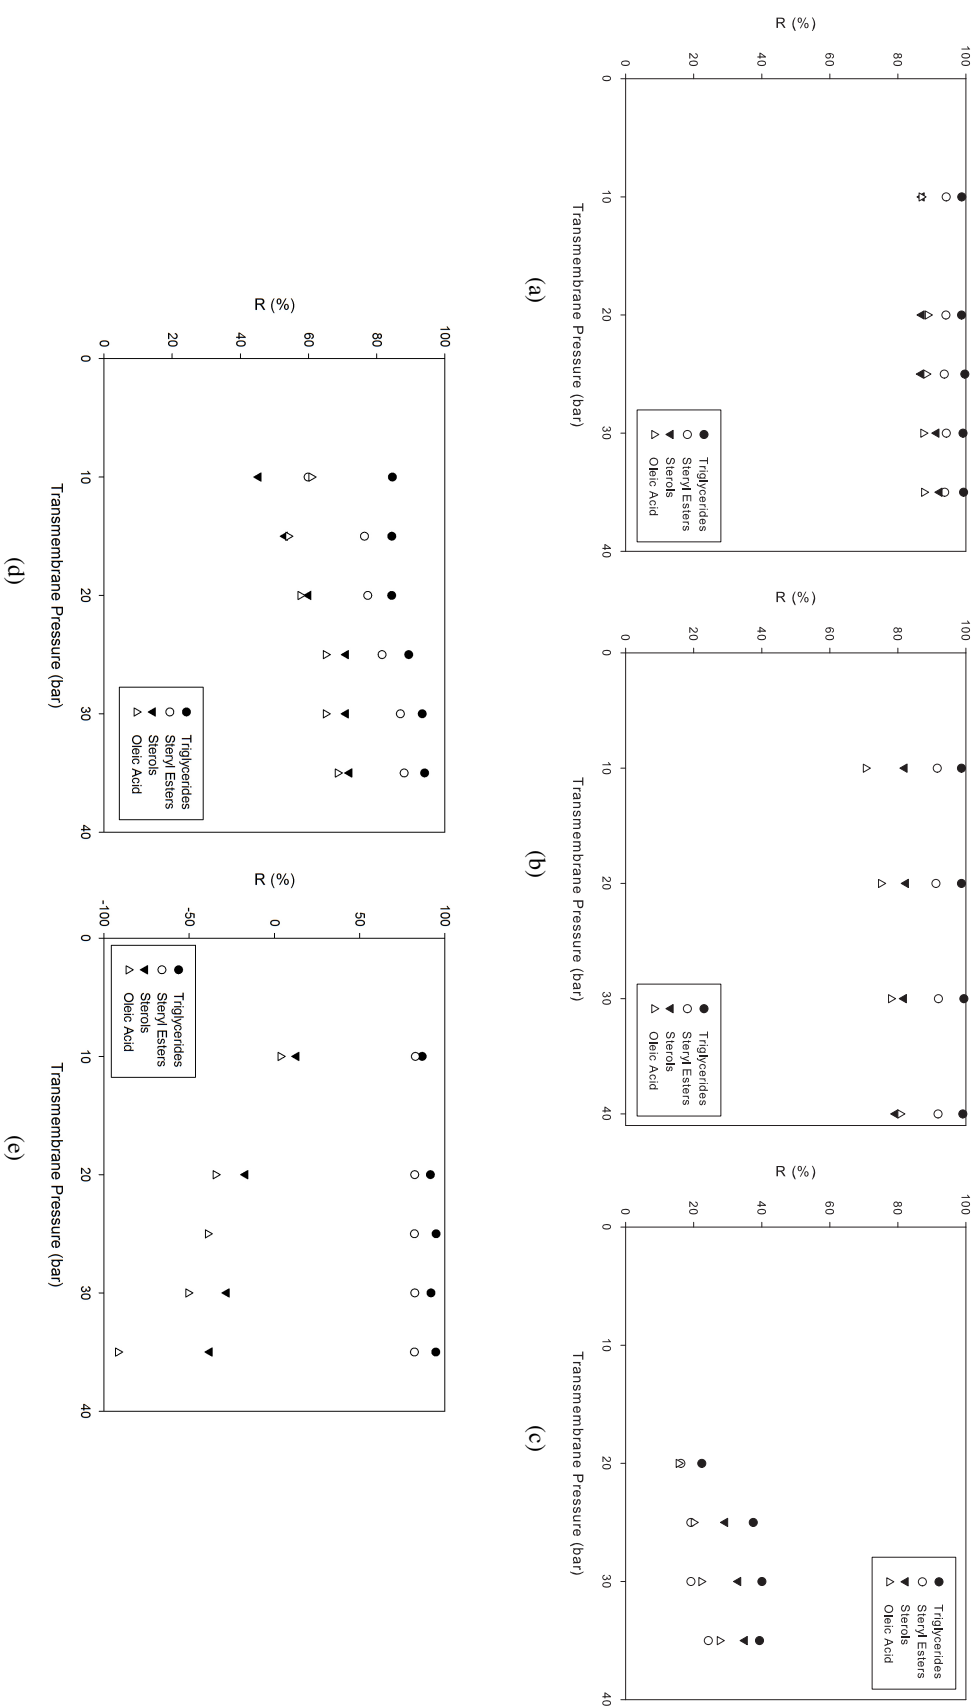 R (%)
100
80
60
40
20
0
0
10
20
30
40
Transmembrane Pressure (bar)
Triglycerides
Steryl Esters
Sterols
Oleic Acid
(a)
R (%)
100
80
60
40
20
0
0
10
20
30
40
Transmembrane Pressure (bar)
Triglycerides
Steryl Esters
Sterols
Oleic Acid
(b)
R (%)
100
80
60
40
20
0
0
10
20
30
40
Transmembrane Pressure (bar)
Triglycerides
Steryl Esters
Sterols
Oleic Acid
(c)
R (%)
100
80
60
40
20
0
0
10
20
30
40
Transmembrane Pressure (bar)
Triglycerides
Steryl Esters
Sterols
Oleic Acid
(d)
R (%)
100
50
0
-50
-100
0
10
20
30
40
Transmembrane Pressure (bar)
Triglycerides
Steryl Esters
Sterols
Oleic Acid
(e)